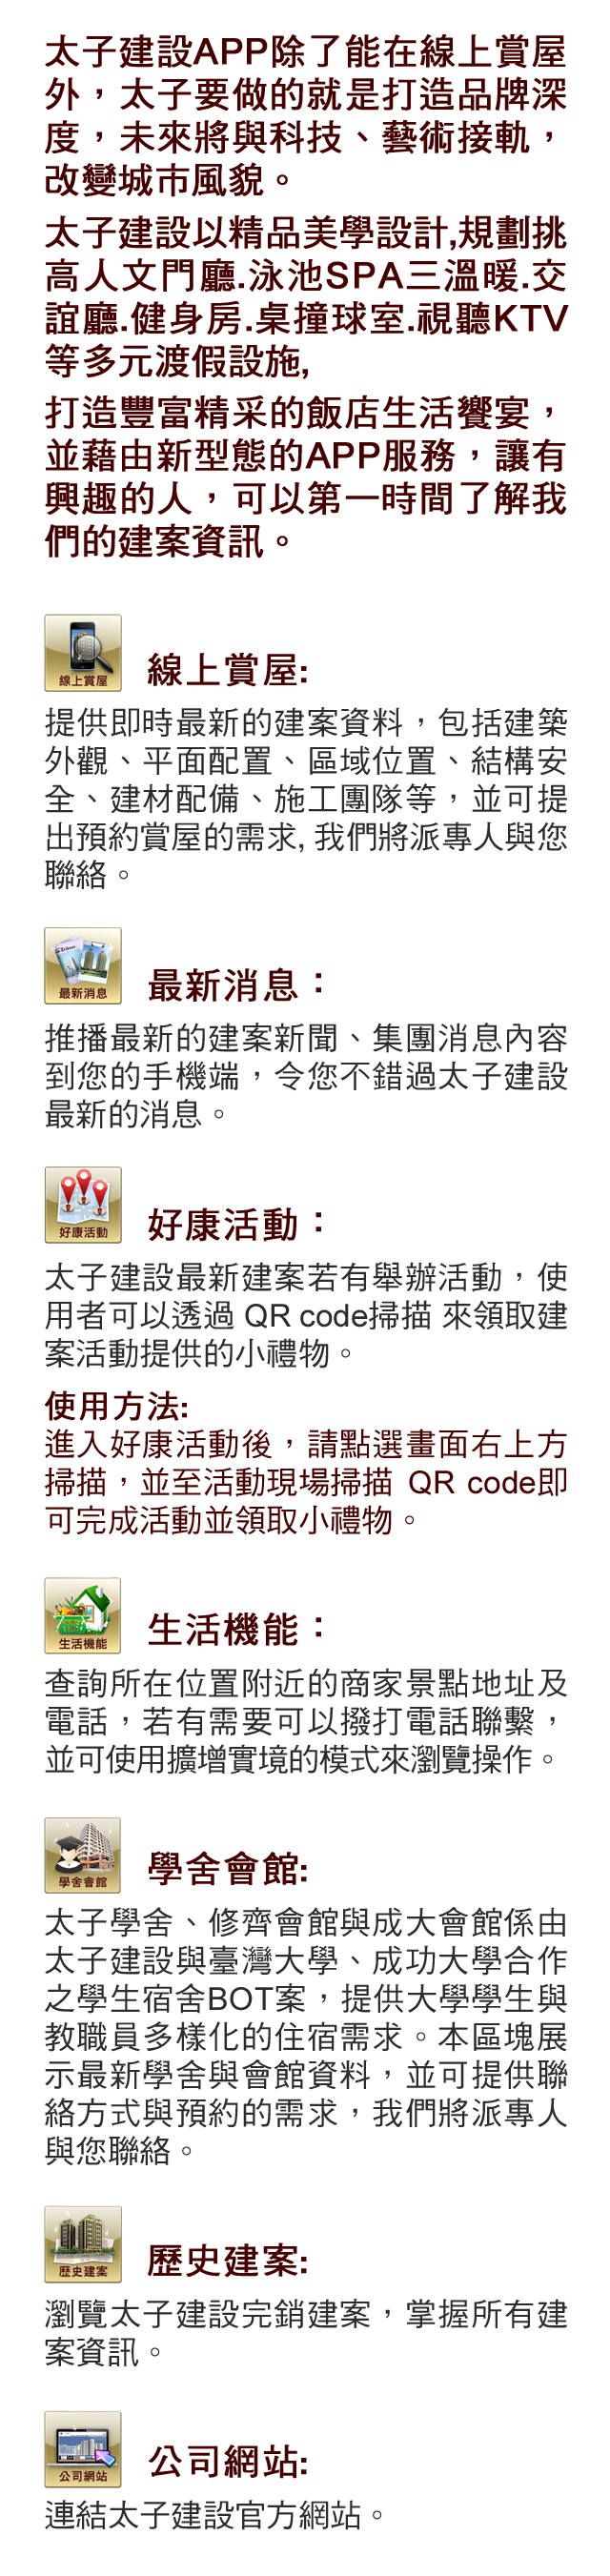 太子建設APP除了能在線上賞屋
外，太子要做的就是打造品牌深
度，未來將與科技、藝術接軌，
改變城市風貌。
太子建設以精品美學設計,規劃挑
高人文門廳.泳池SPA三溫暖.交
誼廳.健身房.桌撞球室.視聽KTV
等多元渡假設施,
打造豐富精采的飯店生活饗宴，
並藉由新型態的APP服務，讓有
興趣的人，可以第一時間了解我
們的建案資訊。
線上賞屋
線上賞屋:
提供即時最新的建案資料，包括建築
外觀、平面配置、區域位置、結構安
全、建材配備、施工團隊等，並可提
出預約賞屋的需求, 我們將派專人與您
聯絡。
最新消息
最新消息：
推播最新的建案新聞、集團消息內容
到您的手機端，令您不錯過太子建設
最新的消息。
好康活動
好康活動：
太子建設最新建案若有舉辦活動，使
用者可以透過 QR code掃描 來領取建
案活動提供的小禮物。
使用方法:
進入好康活動後，請點選畫面右上方
掃描，並至活動現場掃描 QR code即
可完成活動並領取小禮物。
生活機能
生活機能：
查詢所在位置附近的商家景點地址及
電話，若有需要可以撥打電話聯繫，
並可使用擴增實境的模式來瀏覽操作。
學舍會館
學舍會館:
太子學舍、修齊會館與成大會館係由
太子建設與臺灣大學、成功大學合作
之學生宿舍BOT案，提供大學學生與
教職員多樣化的住宿需求。本區塊展
示最新學舍與會館資料，並可提供聯
絡方式與預約的需求，我們將派專人
與您聯絡。
歷史建案
歷史建案:
瀏覽太子建設完銷建案，掌握所有建
案資訊。
公司網站
公司網站:
連結太子建設官方網站。